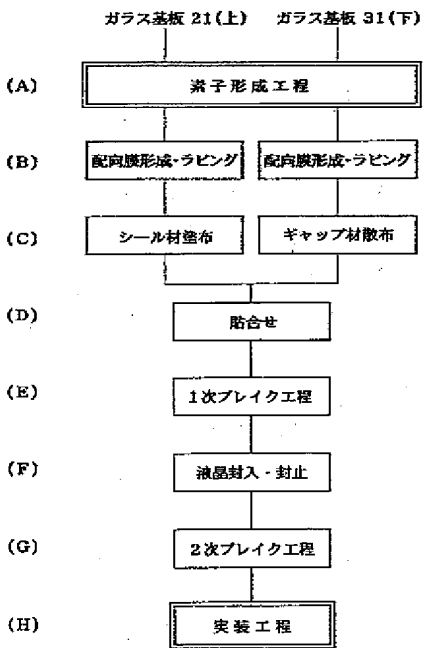 ガラス基板 21(上) ガラス基板 31(下)
(A) 素子形成工程
(B) 配向膜形成・ラビング 配向膜形成・ラビング
(C) シール材塗布 ギャップ材散布
(D) 貼合せ
(E) 1次ブレイク工程
(F) 液晶封入・封止
(G) 2次ブレイク工程
(H) 実装工程